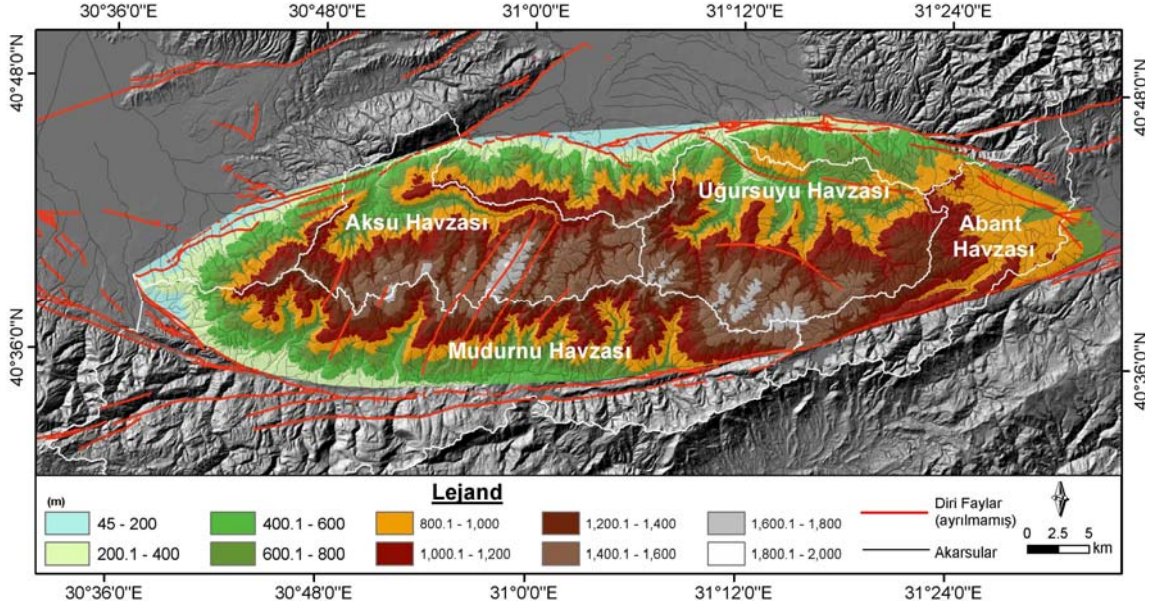 30°36'0"E
30°48'0"E
31°0'0"E
31°12'0"E
31°24'0"E
40°48'0"N
40°48'0"N
Uğursuyu Havzası
Aksu Havzası
Abant
Havzası
Mudurnu Havzası
40°36'0"N
40°36'0"N
Lejand
(m)
45 - 200
400.1 - 600
800.1 - 1,000
1,200.1 - 1,400
1,600.1 - 1,800
Diri Faylar
(ayrılmamış)
200.1 - 400
600.1 - 800
1,000.1 - 1,200
1,400.1 - 1,600
1,800.1 - 2,000
Akarsular
0 2.5 5
km
30°36'0"E
30°48'0"E
31°0'0"E
31°12'0"E
31°24'0"E